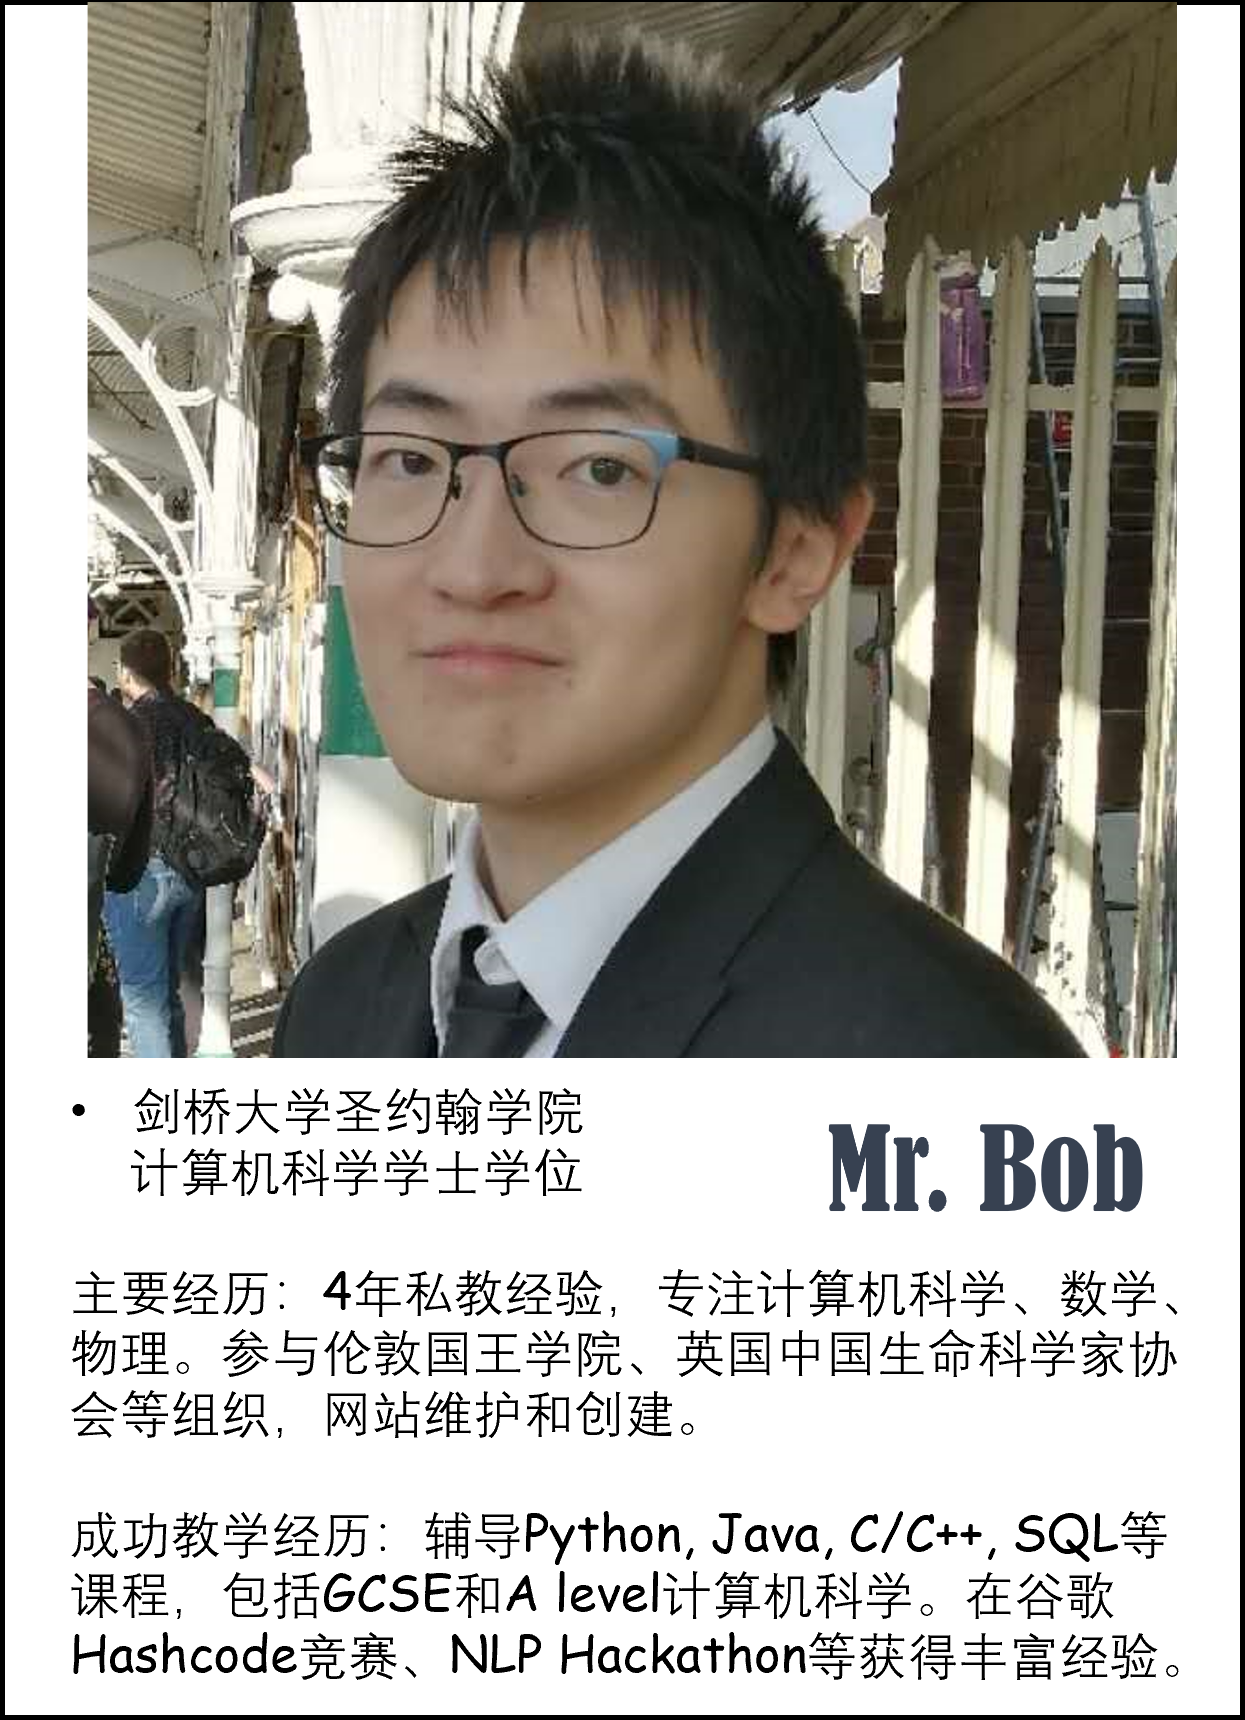 • 剑桥大学圣约翰学院
计算机科学学士学位
Mr. Bob
主要经历：4年私教经验，专注计算机科学、数学、
物理。参与伦敦国王学院、英国中国生命科学家协
会等组织，网站维护和创建。
成功教学经历：辅导Python, Java, C/C++, SQL等
课程，包括GCSE和A level计算机科学。在谷歌
Hashcode竞赛、NLP Hackathon等获得丰富经验。